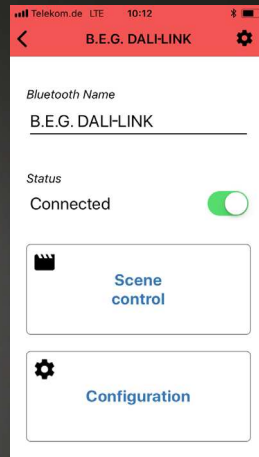 Telekom.de LTE 10:12
B.E.G. DALI-LINK
Bluetooth Name
B.E.G. DALI-LINK
Status
Connected
Scene
control
Configuration